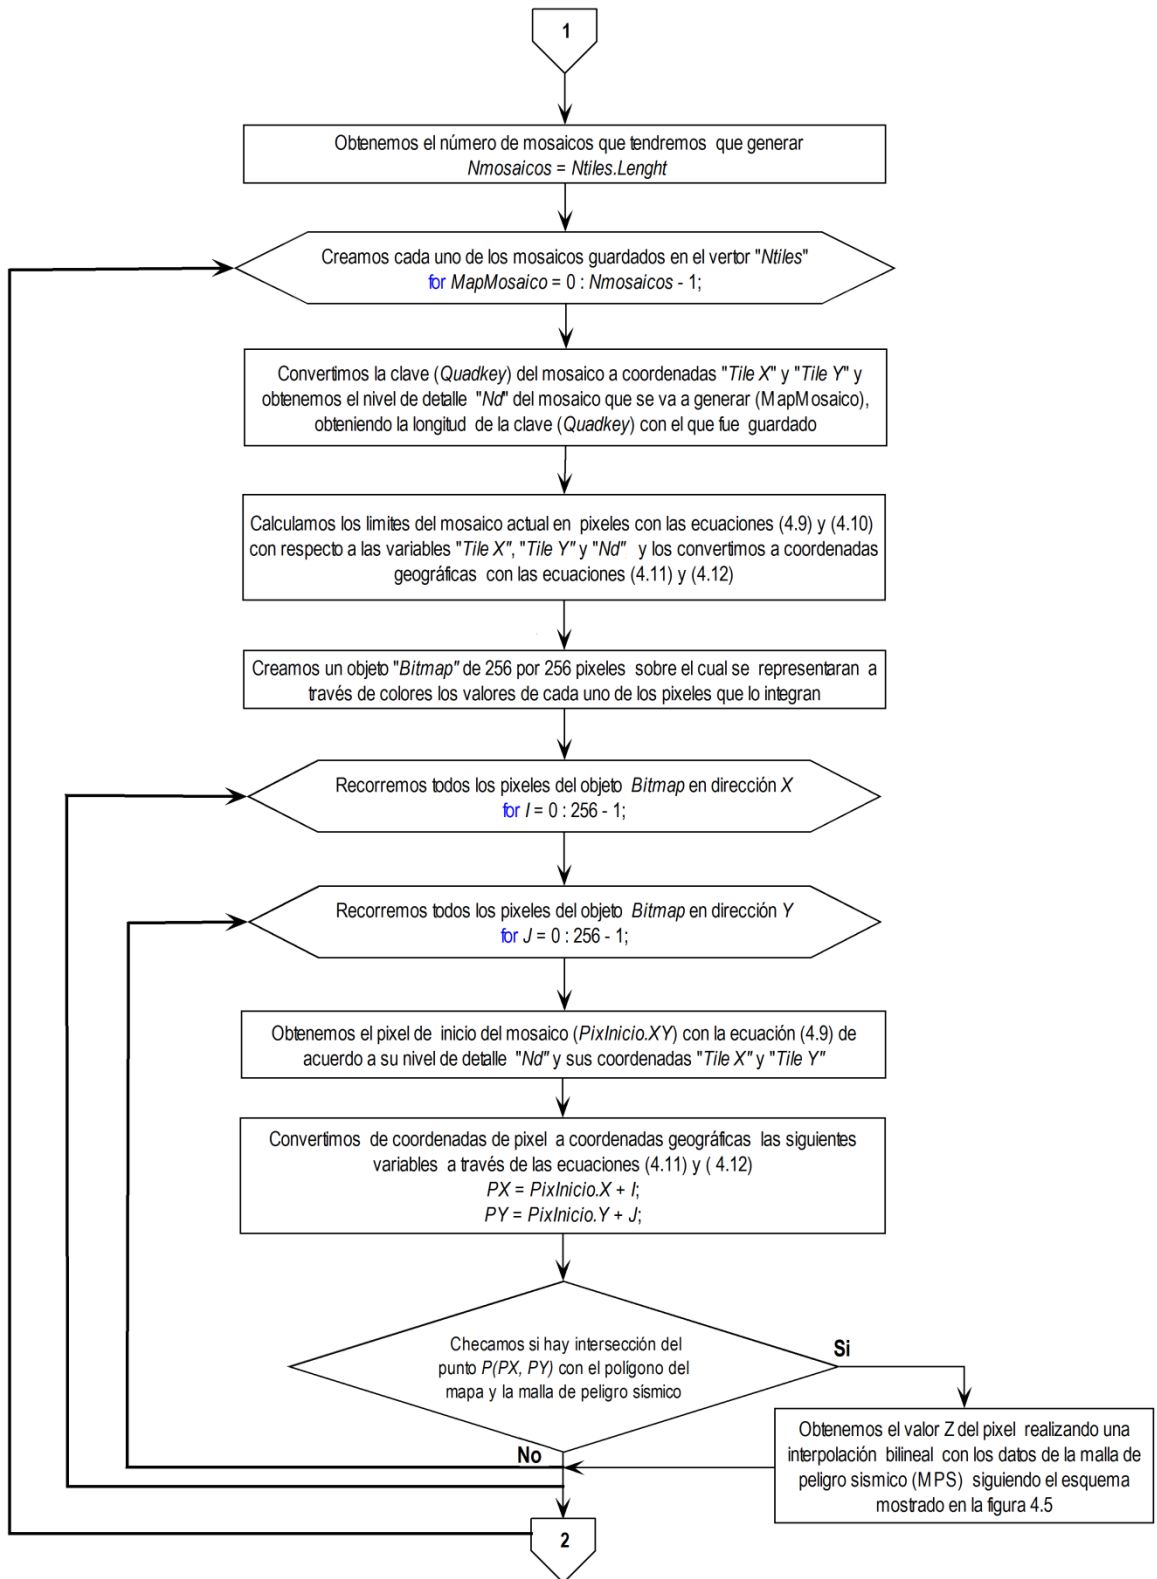 1
Obtenemos el número de mosaicos que tendremos que generar
Nmosaicos = Ntiles.Lenght
Creamos cada uno de los mosaicos guardados en el vertor "Ntiles"
for MapMosaico = 0 : Nmosaicos - 1;
Convertimos la clave (Quadkey) del mosaico a coordenadas "Tile X" y "Tile Y" y
obtenemos el nivel de detalle "Nd" del mosaico que se va a generar (MapMosaico),
obteniendo la longitud de la clave (Quadkey) con el que fue guardado
Calculamos los limites del mosaico actual en pixeles con las ecuaciones (4.9) y (4.10)
con respecto a las variables "Tile X", "Tile Y" y "Nd" y los convertimos a coordenadas
geográficas con las ecuaciones (4.11) y (4.12)
Creamos un objeto "Bitmap" de 256 por 256 pixeles sobre el cual se representaran a
través de colores los valores de cada uno de los pixeles que lo integran
Recorremos todos los pixeles del objeto Bitmap en dirección X
for I = 0 : 256 - 1;
Recorremos todos los pixeles del objeto Bitmap en dirección Y
for J = 0 : 256 - 1;
Obtenemos el pixel de inicio del mosaico (PixInicio.XY) con la ecuación (4.9) de
acuerdo a su nivel de detalle "Nd" y sus coordenadas "Tile X" y "Tile Y"
Convertimos de coordenadas de pixel a coordenadas geográficas las siguientes
variables a través de las ecuaciones (4.11) y ( 4.12)
PX = PixInicio.X + I;
PY = PixInicio.Y + J;
Checamos si hay intersección del
punto P(PX, PY) con el polígono del
mapa y la malla de peligro sísmico
Si
Obtenemos el valor Z del pixel realizando una
interpolación bilineal con los datos de la malla de
peligro sísmico (MPS) siguiendo el esquema
mostrado en la figura 4.5
No
2